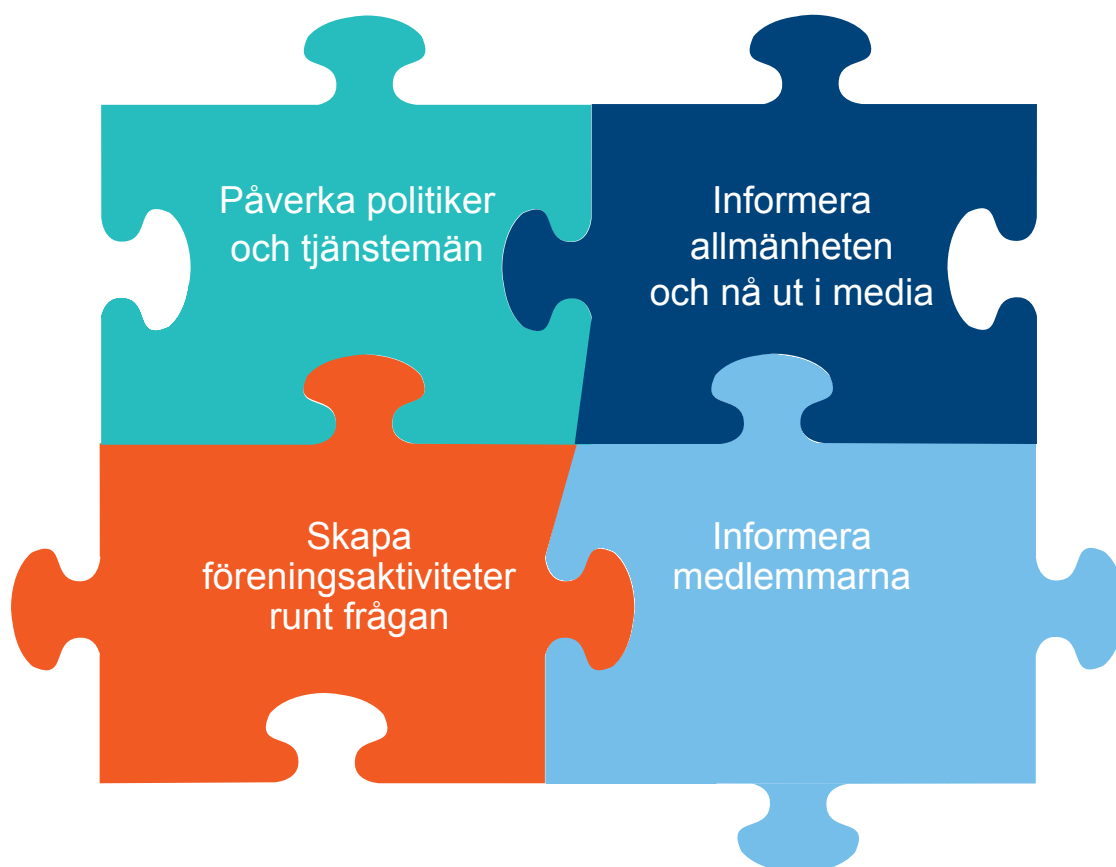 Påverka politiker
och tjänstemän
Informera
allmänheten
och nå ut i media
Skapa
föreningsaktiviteter
runt frågan
Informera
medlemmarna